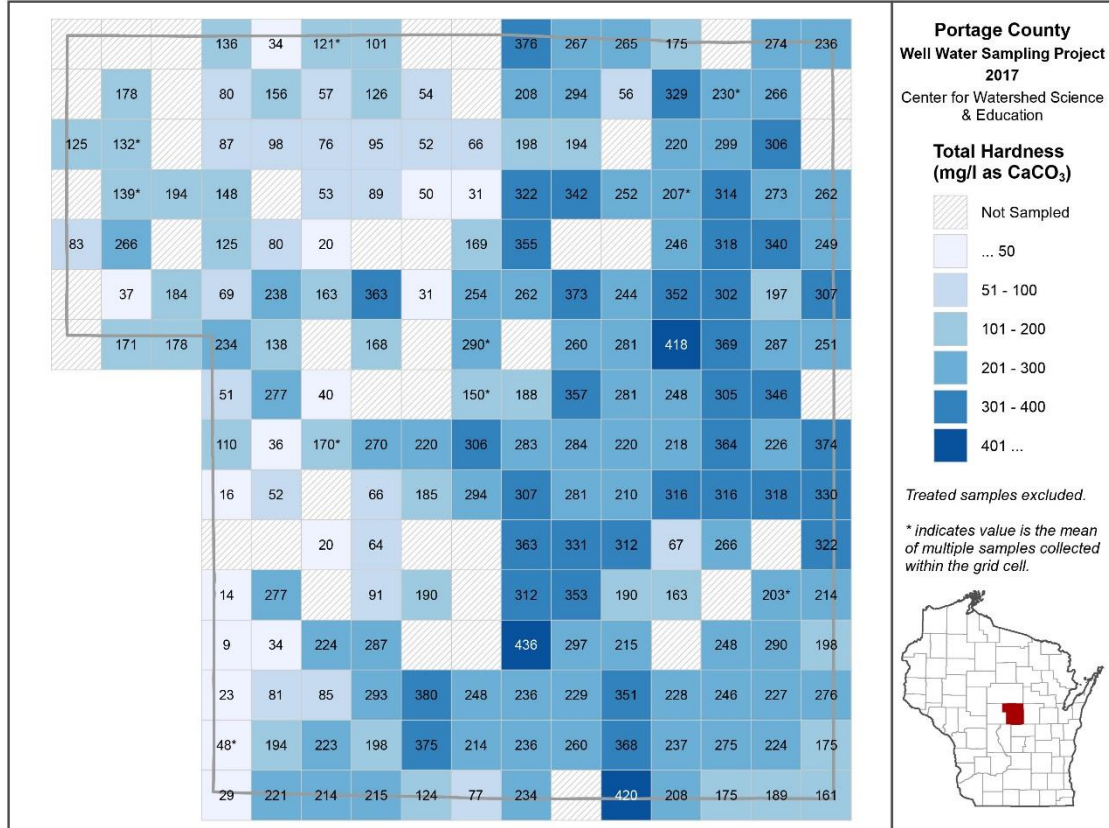 136 34 121* 101 376 267 265 175 274 236
178 80 156 57 126 54 208 294 56 329 230* 266
125 132* 87 98 76 95 52 66 198 194 220 299 306
139* 194 148 53 89 50 31 322 342 252 207* 314 273 262
83 266 125 80 20 169 355 246 318 340 249
37 184 69 238 163 363 31 254 262 373 244 352 302 197 307
171 178 234 138 168 290* 260 281 418 369 287 251
51 277 40 150* 188 357 281 248 305 346
110 36 170* 270 220 306 283 284 220 218 364 226 374
16 52 66 185 294 307 281 210 316 316 318 330
20 64 363 331 312 67 266 322
14 277 91 190 312 353 190 163 203* 214
9 34 224 287 436 297 215 248 290 198
23 81 85 293 380 248 236 229 351 228 246 227 276
48* 194 223 198 375 214 236 260 368 237 275 224 175
29 221 214 215 124 77 234 420 208 175 189 161
Portage County
Well Water Sampling Project
2017
Center for Watershed Science
& Education
Total Hardness
(mg/l as CaCO₃)
Not Sampled
... 50
51 - 100
101 - 200
201 - 300
301 - 400
401 ...
Treated samples excluded.
* indicates value is the mean
of multiple samples collected
within the grid cell.